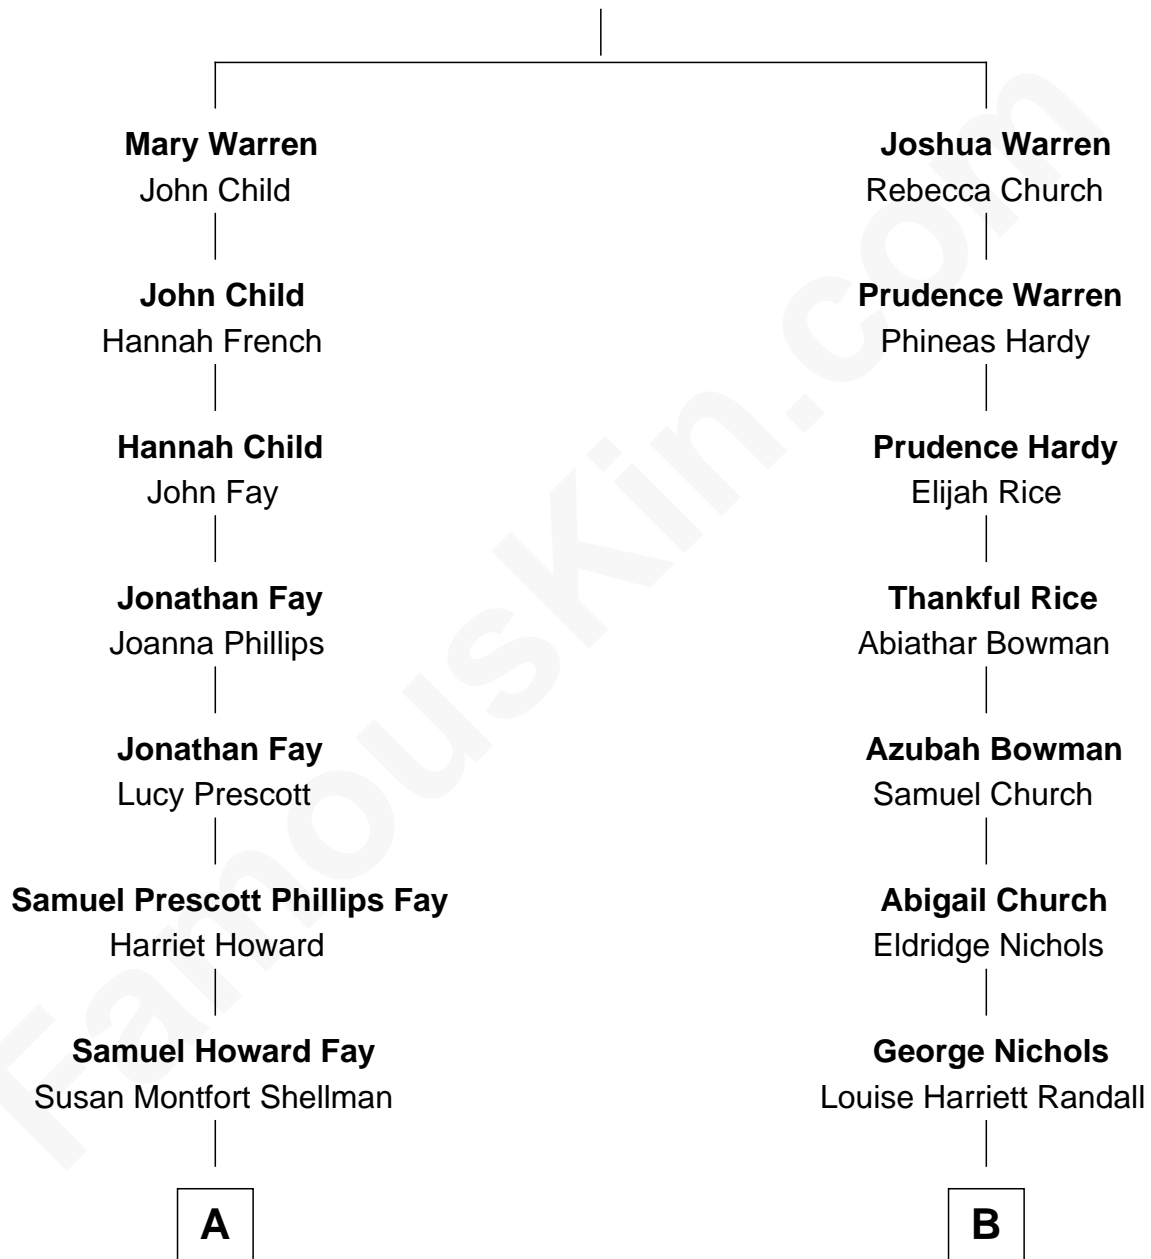 Mary Warren
John Child
John Child
Hannah French
Hannah Child
John Fay
Jonathan Fay
Joanna Phillips
Jonathan Fay
Lucy Prescott
Samuel Prescott Phillips Fay
Harriet Howard
Samuel Howard Fay
Susan Montfort Shellman
A
Joshua Warren
Rebecca Church
Prudence Warren
Phineas Hardy
Prudence Hardy
Elijah Rice
Thankful Rice
Abiathar Bowman
Azubah Bowman
Samuel Church
Abigail Church
Eldridge Nichols
George Nichols
Louise Harriett Randall
B
FamousKin.com